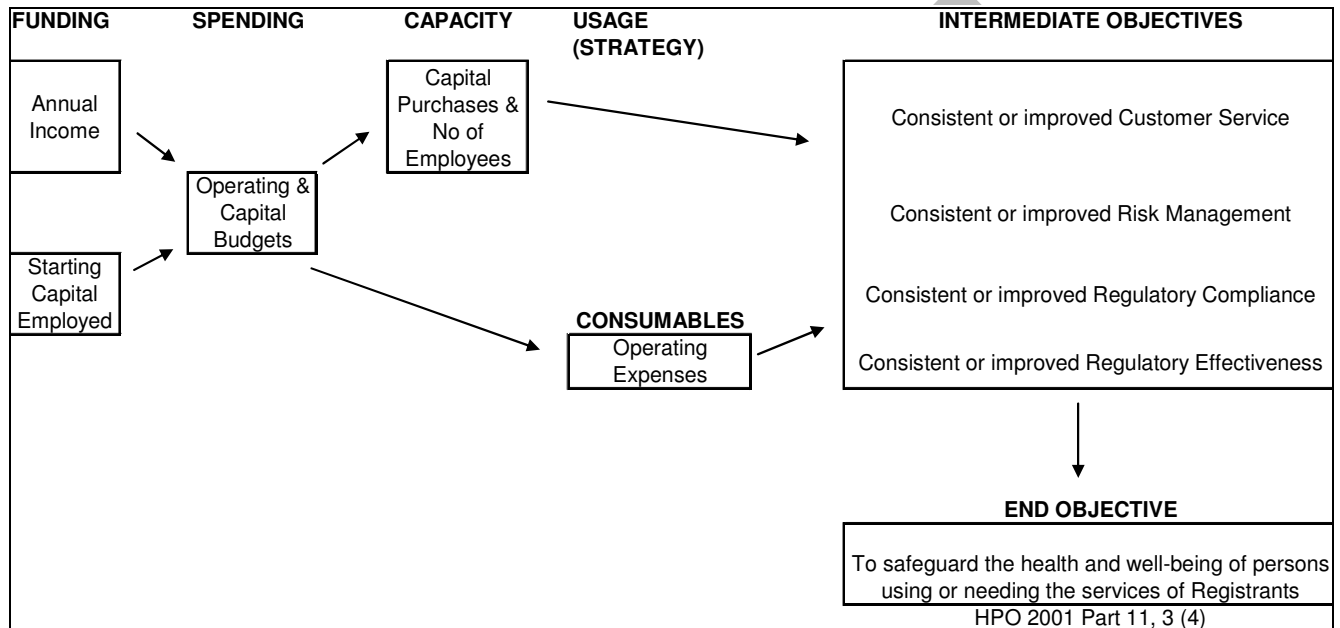 FUNDING
SPENDING
CAPACITY
USAGE
(STRATEGY)
INTERMEDIATE OBJECTIVES
Annual
Income
Starting
Capital
Employed
Operating &
Capital
Budgets
Capital
Purchases &
No of
Employees
CONSUMABLES
Operating
Expenses
Consistent or improved Customer Service
Consistent or improved Risk Management
Consistent or improved Regulatory Compliance
Consistent or improved Regulatory Effectiveness
END OBJECTIVE
To safeguard the health and well-being of persons
using or needing the services of Registrants
HPO 2001 Part 11, 3 (4)